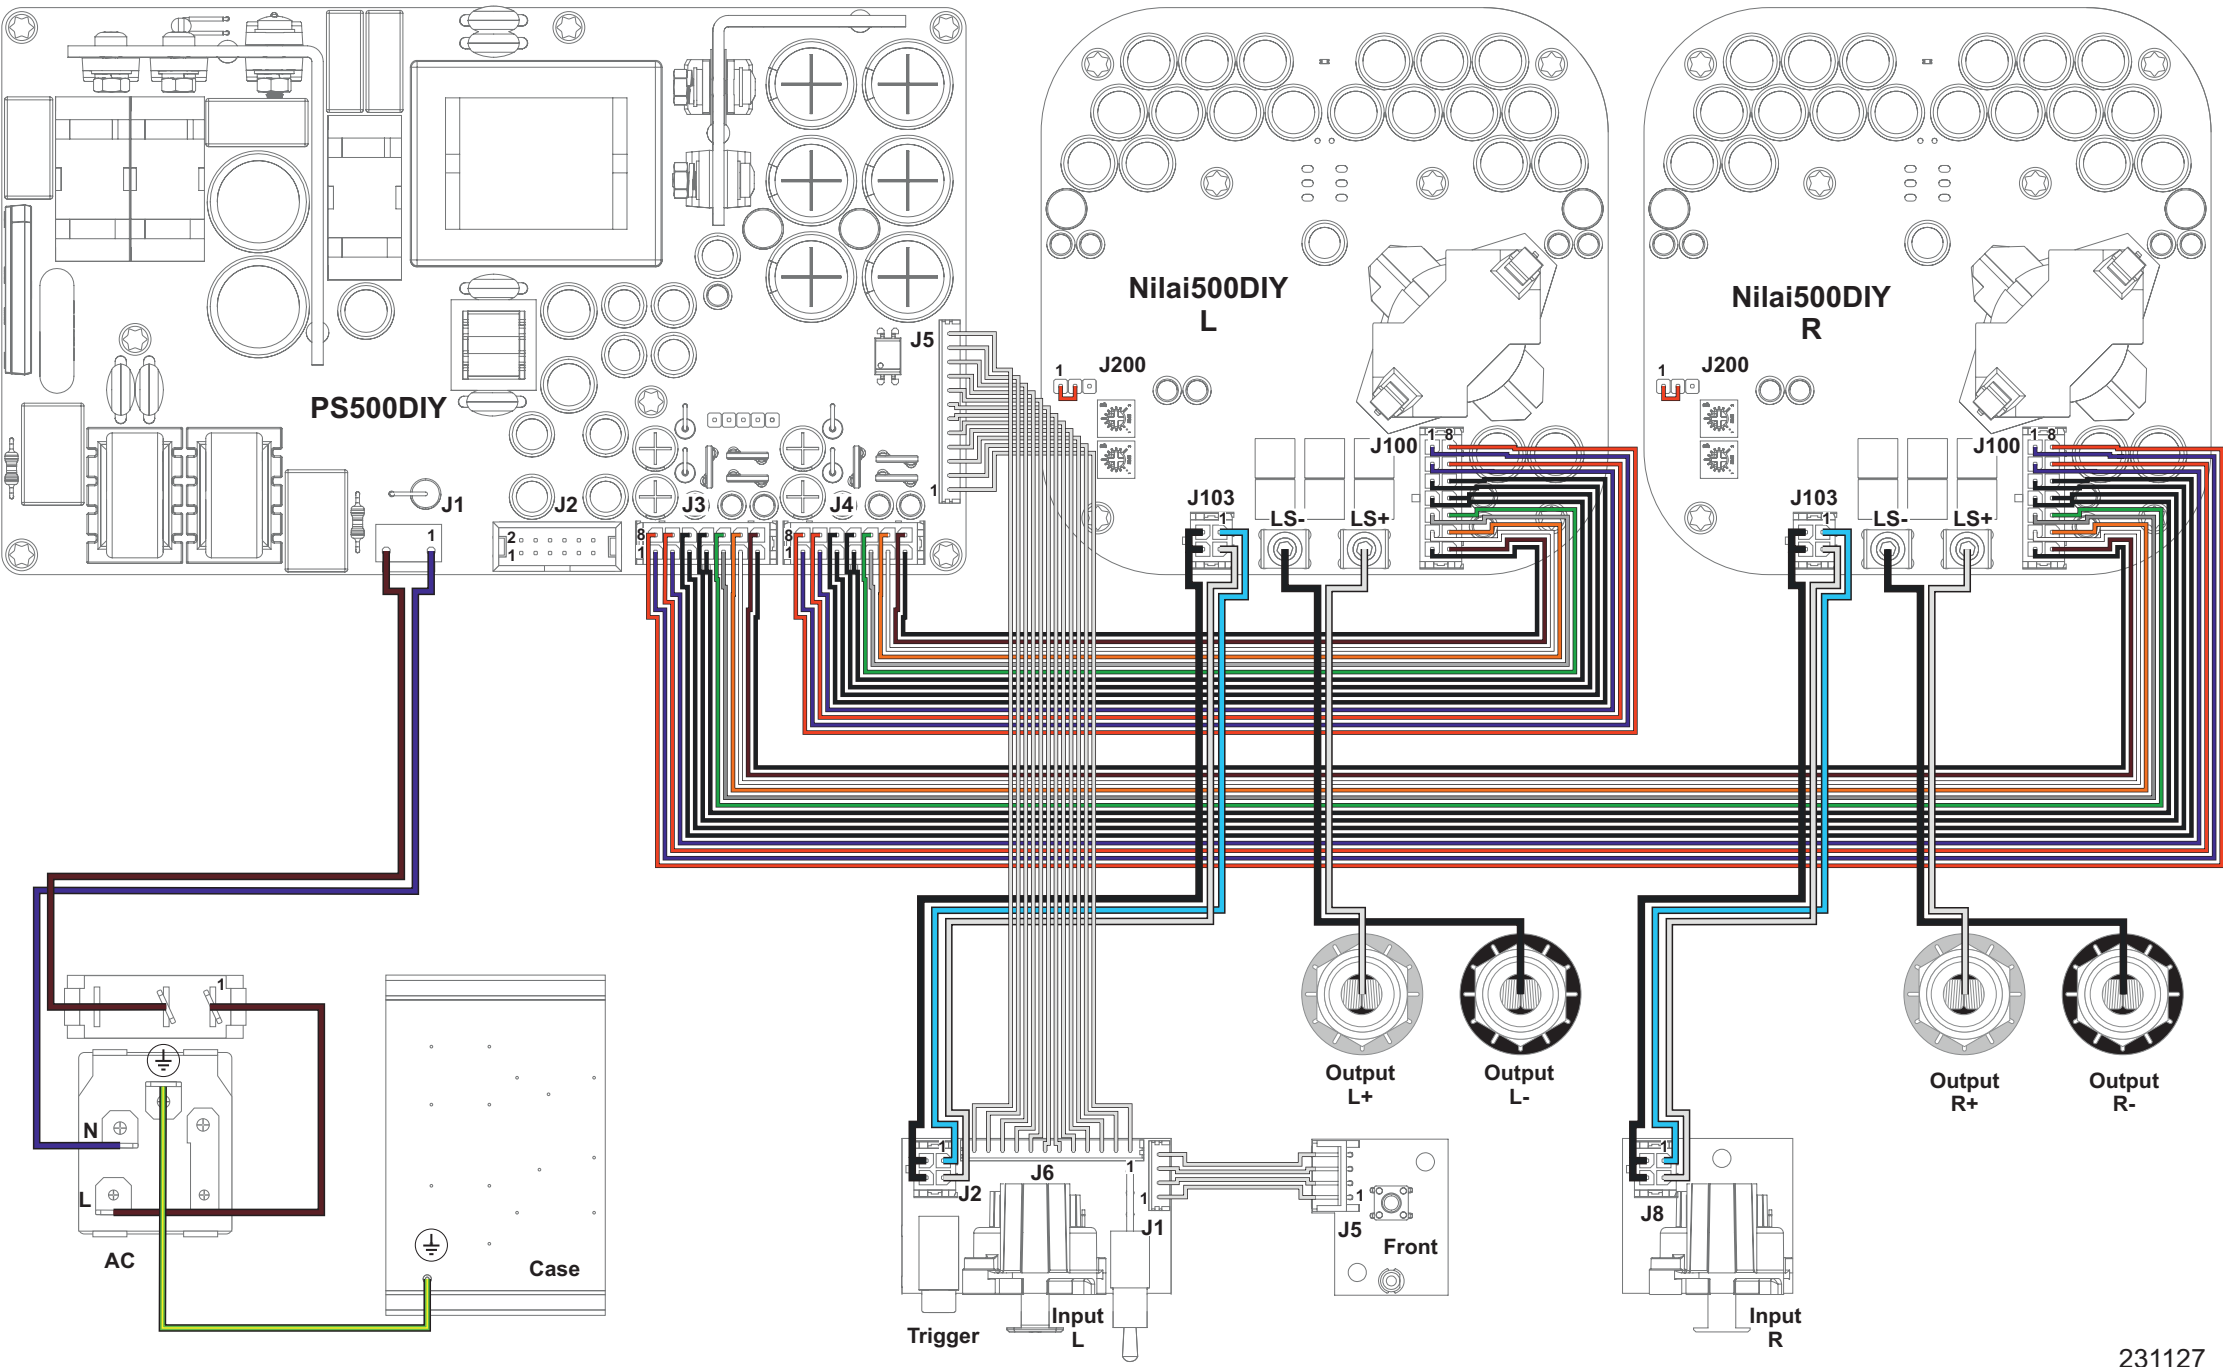 Nilai500DIY
L
Nilai500DIY
R
J5
1 J200
1 J200
PS500DIY
1 8
J100
1 8
J100
1
J1
2
1
J2
8
1
J3
8
1
J4
1
J103
1
LS-
LS+
J103
1
LS-
LS+
1
N
L
AC
Case
1
J2
J6
1
1
J1
1
J5
Front
1
J8
Output
L+
Output
L-
Output
R+
Output
R-
Trigger
Input
L
Input
R
231127